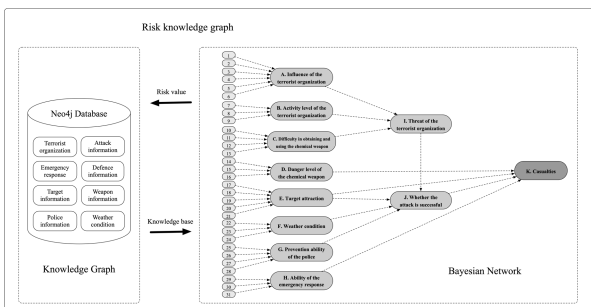 Risk knowledge graph
Neo4j Database
Terrorist
organization
Attack
information
Emergency
response
Defence
information
Target
information
Weapon
information
Police
information
Weather
condition
Knowledge Graph
Risk value
Knowledge base
1
2
3
4
5
6
7
8
9
10
11
12
13
14
15
16
17
18
19
20
21
22
23
24
25
26
27
28
29
30
31
A. Influence of the
terrorist organization
B. Activity level of the
terrorist organization
C. Difficulty in obtaining and
using the chemical weapon
D. Danger level of
the chemical weapon
E. Target attraction
F. Weather condition
G. Prevention ability
of the police
H. Ability of the
emergency response
I. Threat of the
terrorist organization
J. Whether the
attack is successful
K. Casualties
Bayesian Network